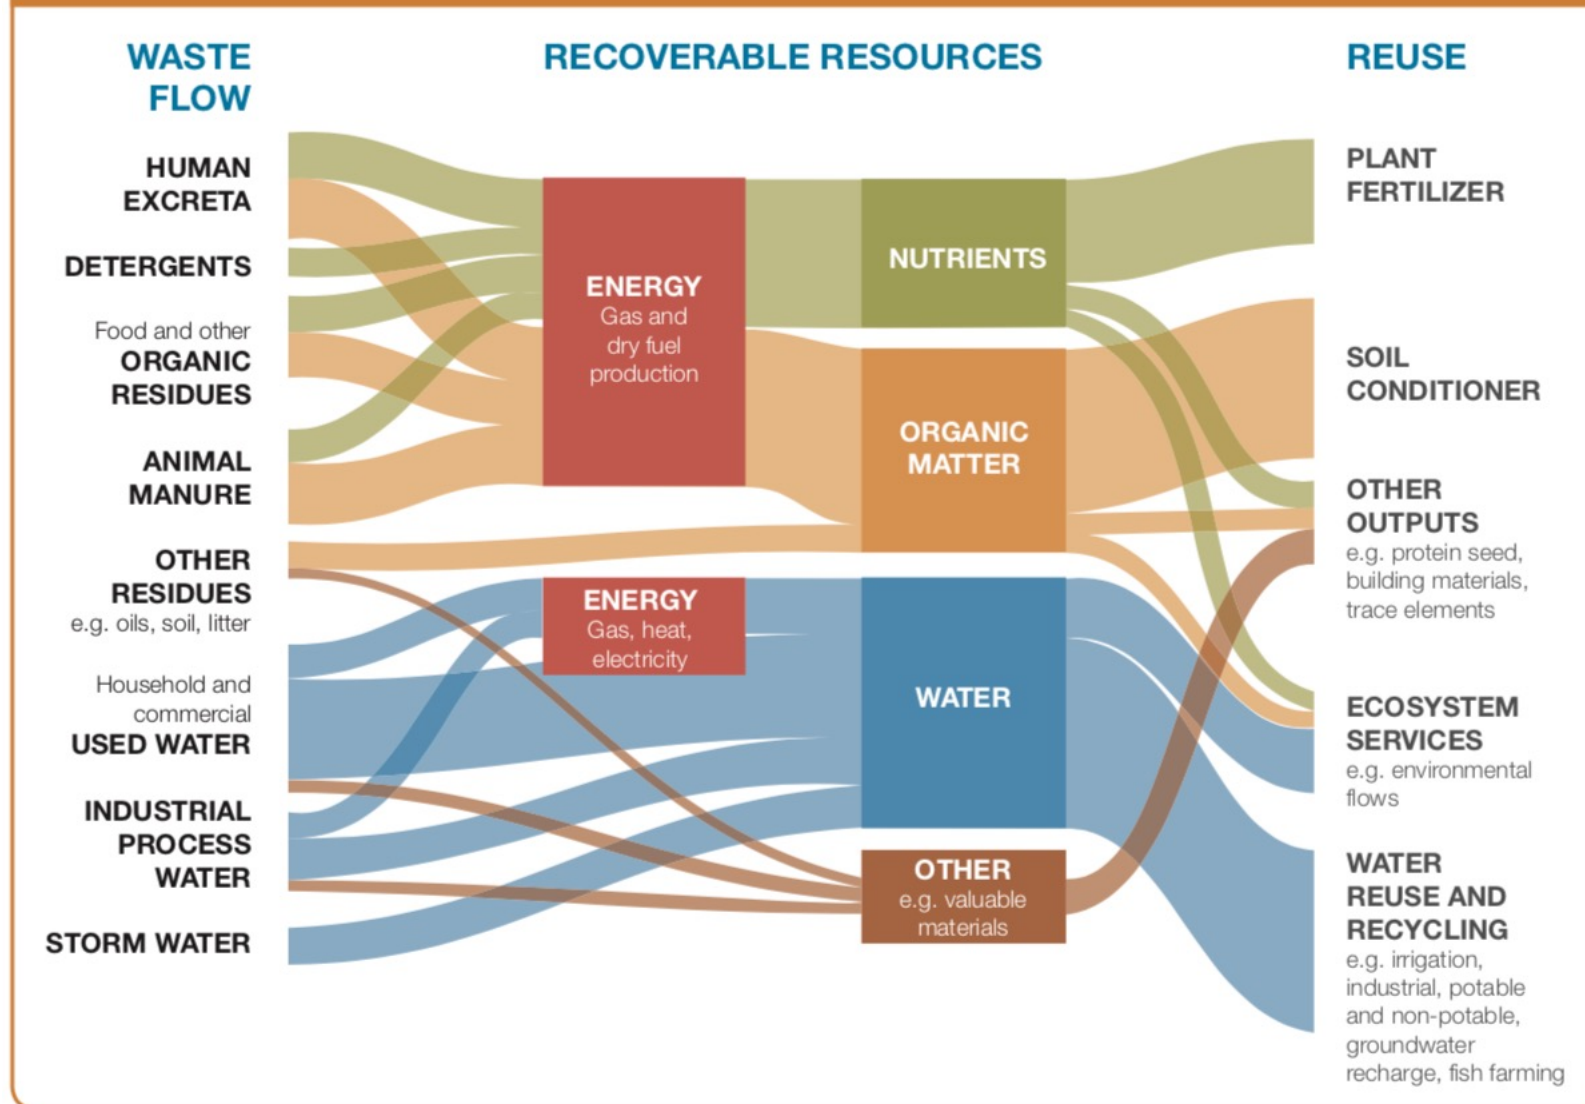 WASTE
FLOW
RECOVERABLE RESOURCES
REUSE
HUMAN
EXCRETA
DETERGENTS
Food and other
ORGANIC
RESIDUES
ANIMAL
MANURE
OTHER
RESIDUES
e.g. oils, soil, litter
Household and
commercial
USED WATER
INDUSTRIAL
PROCESS
WATER
STORM WATER
ENERGY
Gas and
dry fuel
production
ENERGY
Gas, heat,
electricity
NUTRIENTS
ORGANIC
MATTER
WATER
OTHER
e.g. valuable
materials
PLANT
FERTILIZER
SOIL
CONDITIONER
OTHER
OUTPUTS
e.g. protein seed,
building materials,
trace elements
ECOSYSTEM
SERVICES
e.g. environmental
flows
WATER
REUSE AND
RECYCLING
e.g. irrigation,
industrial, potable
and non-potable,
groundwater
recharge, fish farming